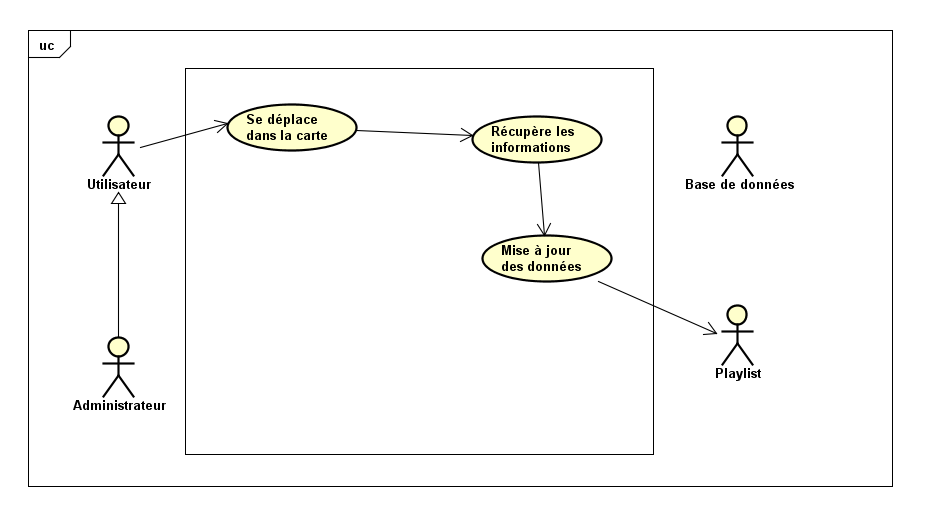 uc
Se déplace
dans la carte
Récupère les
informations
Utilisateur
Base de données
Mise à jour
des données
Playlist
Administrateur